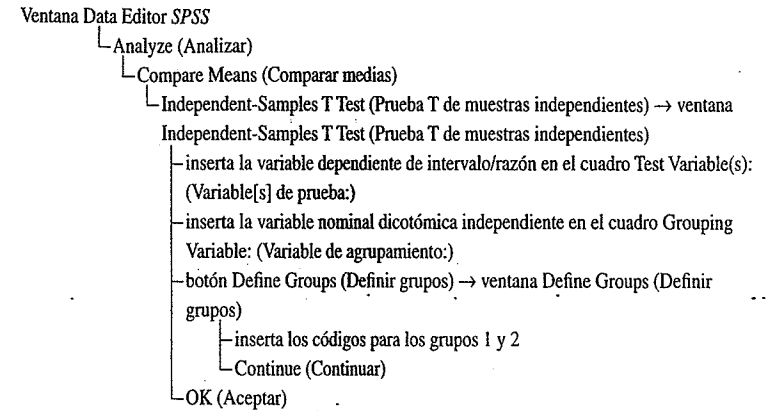 Ventana Data Editor SPSS
Analyze (Analizar)
Compare Means (Comparar medias)
Independent-Samples T Test (Prueba T de muestras independientes) → ventana
Independent-Samples T Test (Prueba T de muestras independientes)
inserta la variable dependiente de intervalo/razón en el cuadro Test Variable(s):
(Variable[s] de prueba:)
inserta la variable nominal dicotómica independiente en el cuadro Grouping
Variable: (Variable de agrupamiento:)
botón Define Groups (Definir grupos) → ventana Define Groups (Definir
grupos)
inserta los códigos para los grupos 1 y 2
Continue (Continuar)
OK (Aceptar)